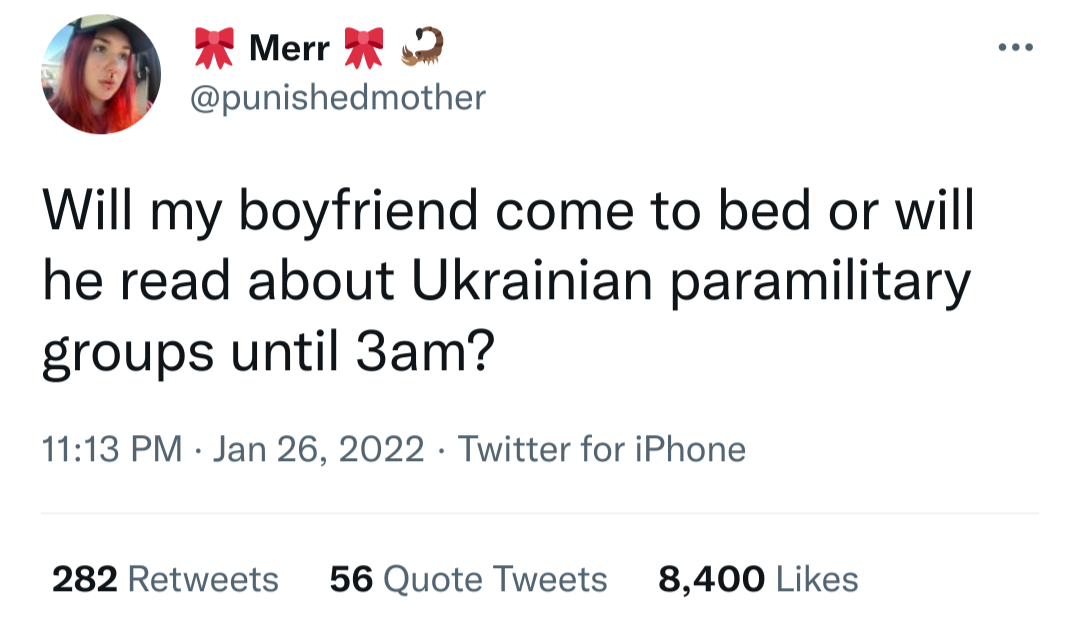 🎀 Merr 🎀 🦂
@punishedmother
Will my boyfriend come to bed or will
he read about Ukrainian paramilitary
groups until 3am?
11:13 PM · Jan 26, 2022 · Twitter for iPhone
282 Retweets 56 Quote Tweets 8,400 Likes